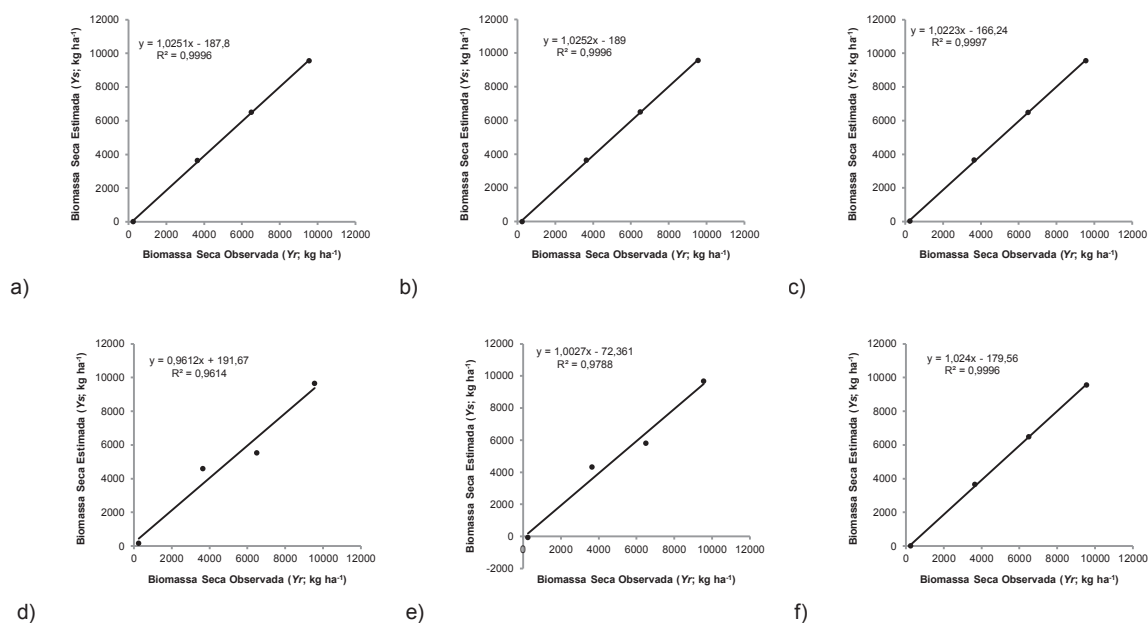 y = 1,0251x - 187,8
R² = 0,9996
12000
10000
8000
6000
4000
2000
0
0 2000 4000 6000 8000 10000 12000
Biomassa Seca Estimada (Ys; kg ha⁻¹)
Biomassa Seca Observada (Yr; kg ha⁻¹)
a)
y = 1,0252x - 189
R² = 0,9996
12000
10000
8000
6000
4000
2000
0
0 2000 4000 6000 8000 10000 12000
Biomassa Seca Estimada (Ys; kg ha⁻¹)
Biomassa Seca Observada (Yr; kg ha⁻¹)
b)
y = 1,0223x - 166,24
R² = 0,9997
12000
10000
8000
6000
4000
2000
0
0 2000 4000 6000 8000 10000 12000
Biomassa Seca Estimada (Ys; kg ha⁻¹)
Biomassa Seca Observada (Yr; kg ha⁻¹)
c)
y = 0,9612x + 191,67
R² = 0,9614
12000
10000
8000
6000
4000
2000
0
0 2000 4000 6000 8000 10000 12000
Biomassa Seca Estimada (Ys; kg ha⁻¹)
Biomassa Seca Observada (Yr; kg ha⁻¹)
d)
y = 1,0027x - 72,361
R² = 0,9788
12000
10000
8000
6000
4000
2000
0
-2000
0 2000 4000 6000 8000 10000 12000
Biomassa Seca Estimada (Ys; kg ha⁻¹)
Biomassa Seca Observada (Yr; kg ha⁻¹)
e)
y = 1,024x - 179,56
R² = 0,9996
12000
10000
8000
6000
4000
2000
0
0 2000 4000 6000 8000 10000 12000
Biomassa Seca Estimada (Ys; kg ha⁻¹)
Biomassa Seca Observada (Yr; kg ha⁻¹)
f)